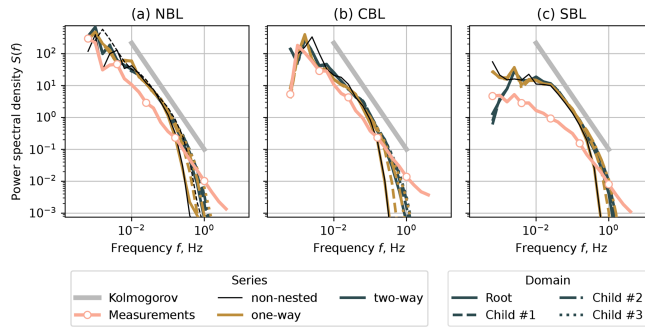 (a) NBL (b) CBL (c) SBL
Power spectral density S(f)
10² 10¹ 10⁰ 10⁻¹ 10⁻² 10⁻³
10⁻² 10⁰ 10⁻² 10⁰ 10⁻² 10⁰
Frequency f, Hz Frequency f, Hz Frequency f, Hz
Series Domain
Kolmogorov non-nested two-way Root Child #2
Measurements one-way Child #1 Child #3